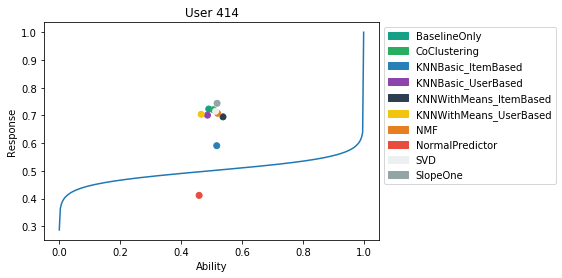 User 414
1.0
0.9
0.8
0.7
0.6
0.5
0.4
0.3
Response
0.0 0.2 0.4 0.6 0.8 1.0
Ability
BaselineOnly
CoClustering
KNNBasic_ItemBased
KNNBasic_UserBased
KNNWithMeans_ItemBased
KNNWithMeans_UserBased
NMF
NormalPredictor
SVD
SlopeOne